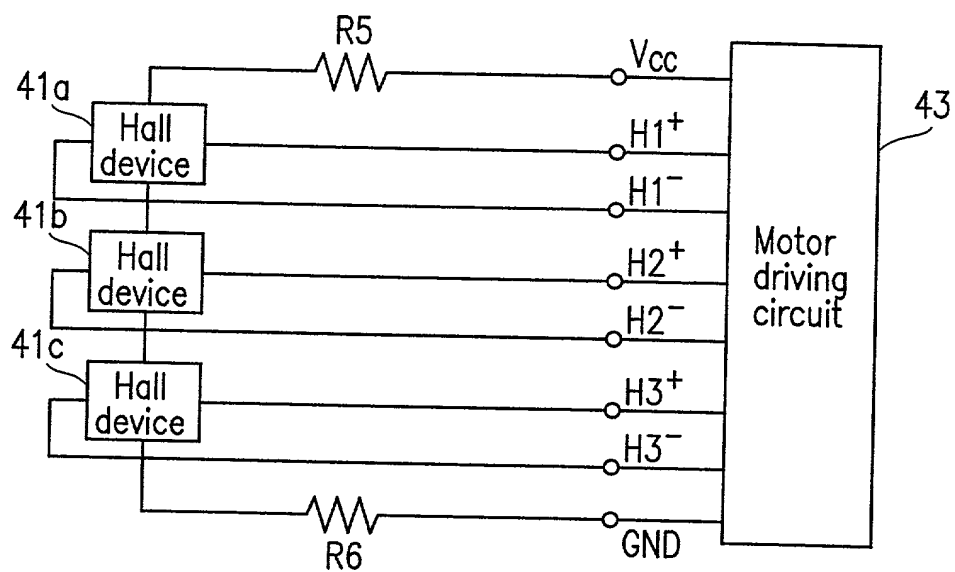 R5
Vcc
41a
Hall
device
H1+
43
H1-
41b
Hall
device
H2+
Motor
driving
circuit
H2-
41c
Hall
device
H3+
H3-
R6
GND